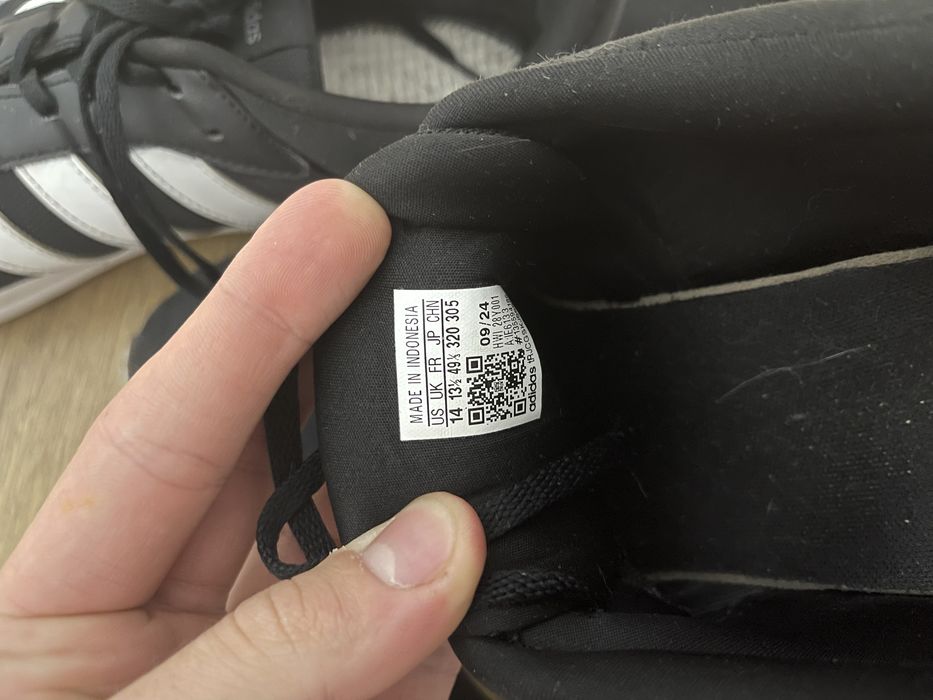 MADE IN INDONESIA
US UK FR JP CHN
14 13½ 49⅓ 320 305
09/24
HWI 28Y001
adidas